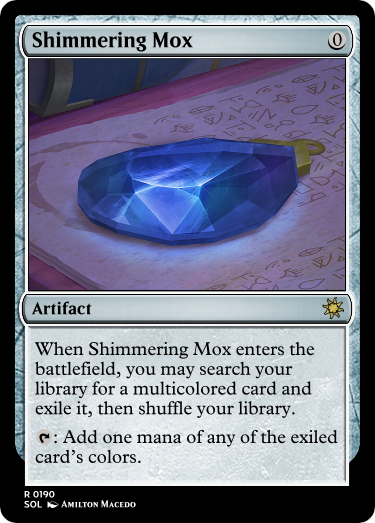 Shimmering Mox 0
Artifact
When Shimmering Mox enters the
battlefield, you may search your
library for a multicolored card and
exile it, then shuffle your library.
: Add one mana of any of the exiled
card's colors.
R 0190
SOL Amilton Macedo